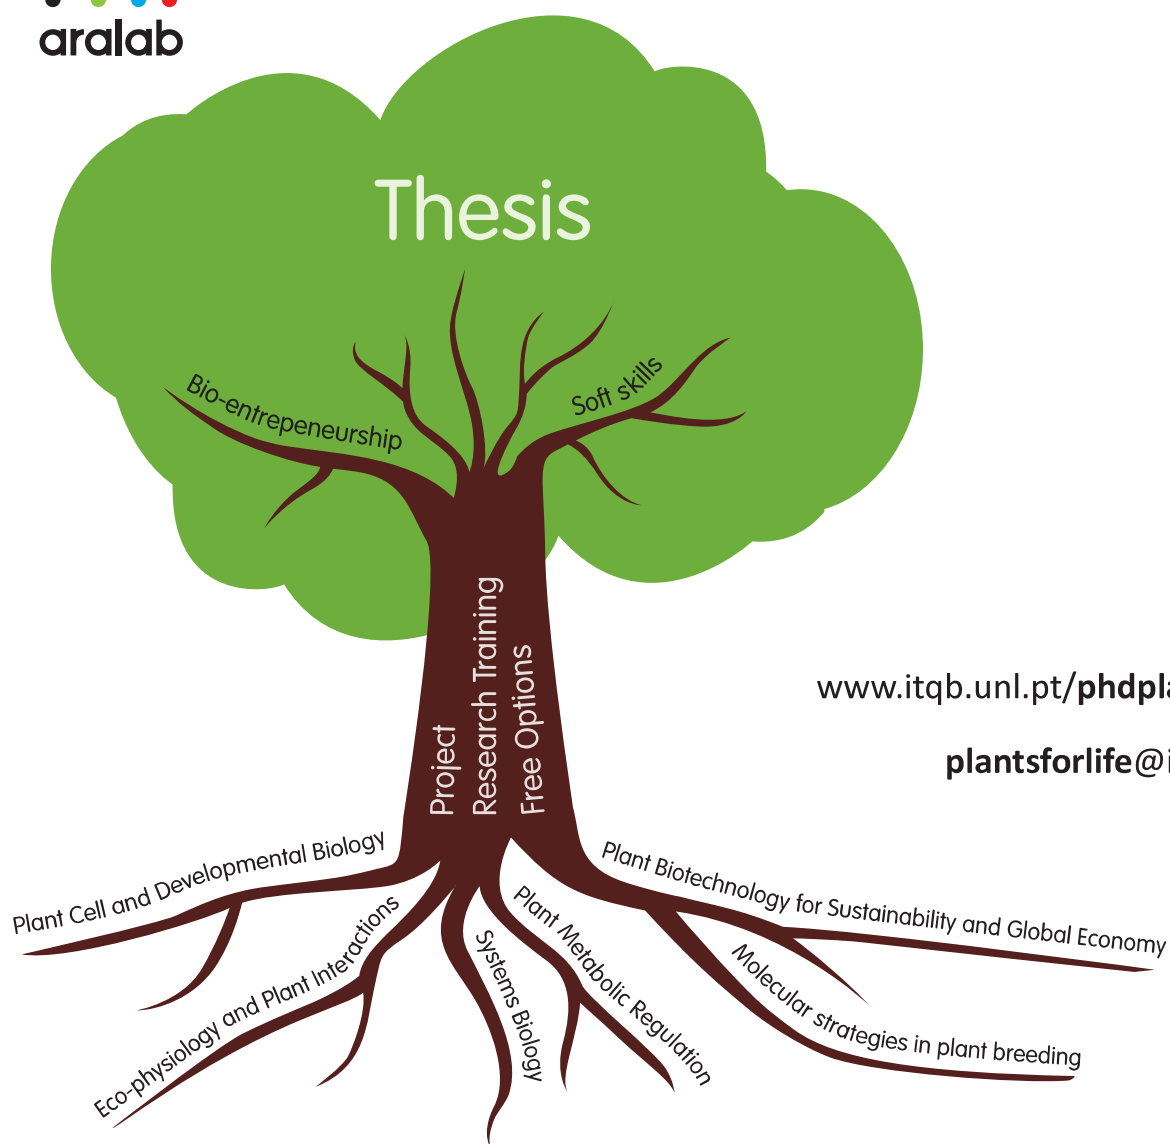 aralab
Thesis
Bio-entrepeneurship
Soft skills
Project
Research Training
Free Options
www.itqb.unl.pt/phdpla
plantsforlife@i
Plant Cell and Developmental Biology
Eco-physiology and Plant Interactions
Systems Biology
Plant Metabolic Regulation
Plant Biotechnology for Sustainability and Global Economy
Molecular strategies in plant breeding